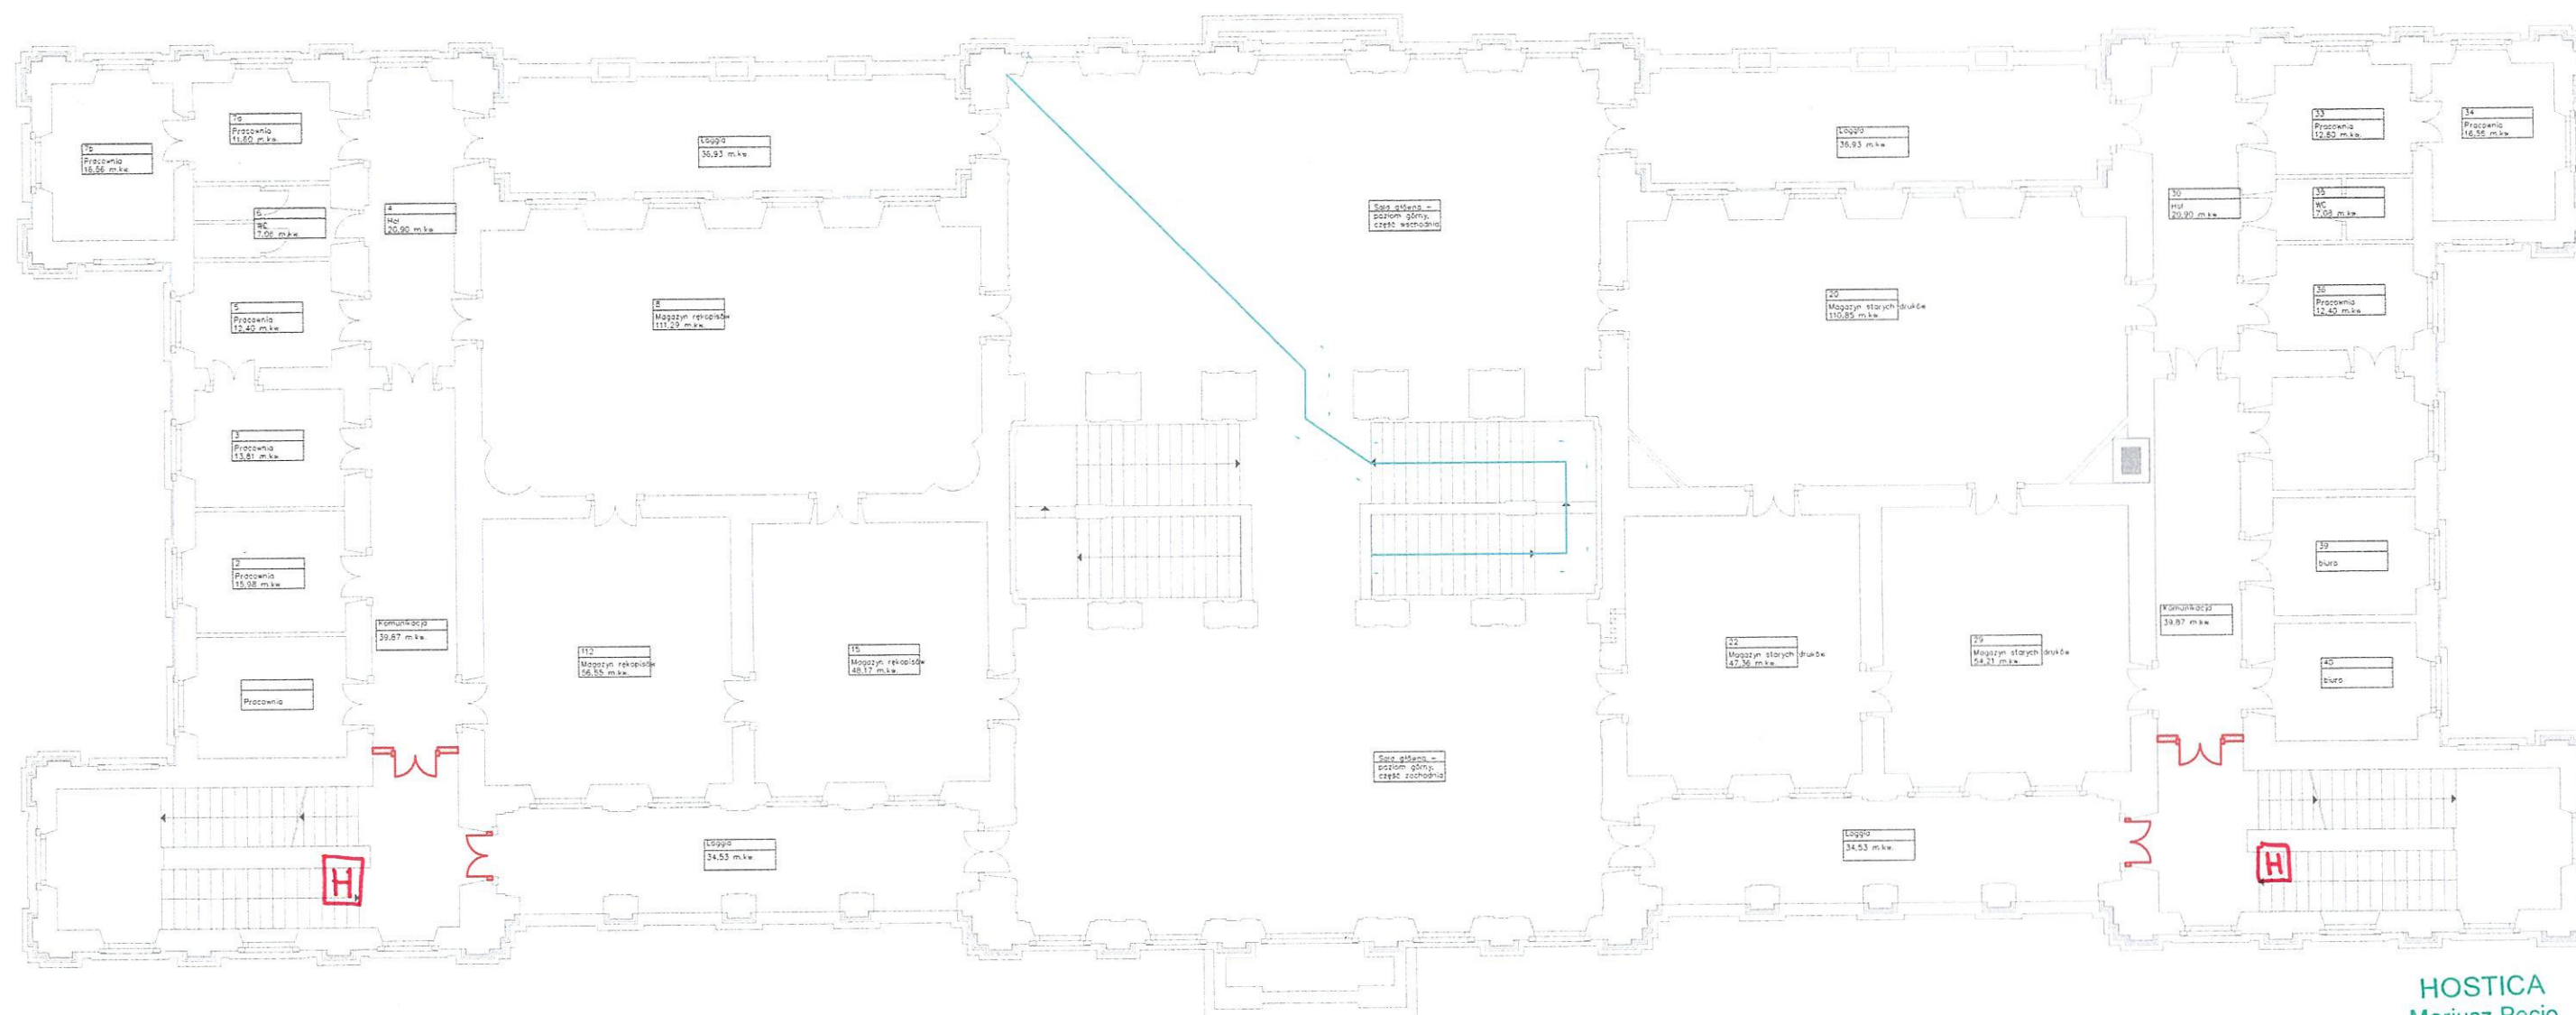 7b
Pracownia
16,56 m.kw.
7a
Pracownia
11,60 m.kw.
6
WC
7,08 m.kw.
4
Hol
20,90 m.kw.
5
Pracownia
12,40 m.kw.
3
Pracownia
13,81 m.kw.
2
Pracownia
15,98 m.kw.
Pracownia
Komunikacja
39,87 m.kw.
Loggia
36,93 m.kw.
8
Magazyn rękopisów
111,29 m.kw.
112
Magazyn rękopisów
56,55 m.kw.
15
Magazyn rękopisów
48,17 m.kw.
Loggia
34,53 m.kw.
H
Sala główna -
poziom górny,
część wschodnia
Sala główna -
poziom górny,
część zachodnia
Loggia
36,93 m.kw.
20
Magazyn starych druków
110,85 m.kw.
22
Magazyn starych druków
47,36 m.kw.
29
Magazyn starych druków
54,21 m.kw.
Loggia
34,53 m.kw.
30
Hol
20,90 m.kw.
33
Pracownia
12,60 m.kw.
34
Pracownia
16,56 m.kw.
35
WC
7,08 m.kw.
36
Pracownia
12,40 m.kw.
39
biuro
40
biuro
Komunikacja
39,87 m.kw.
H
HOSTICA
Mariusz Pecio